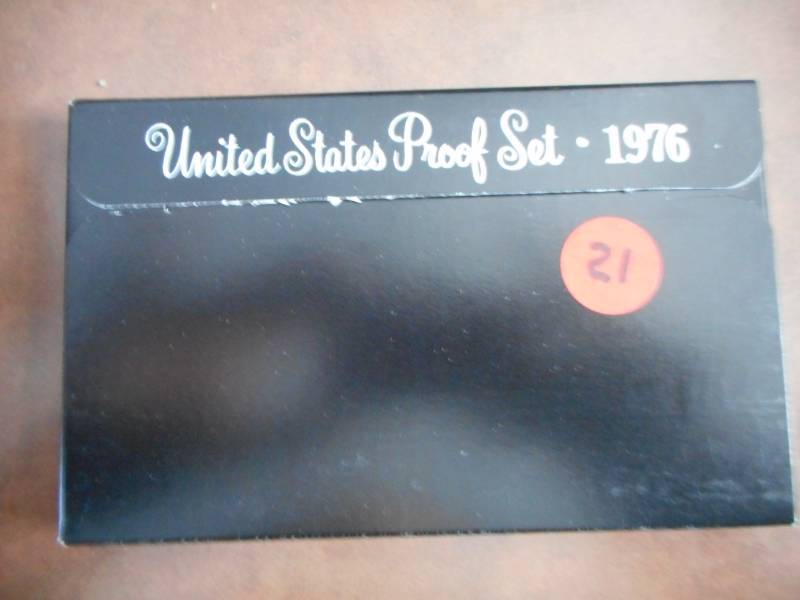 United States Proof Set • 1976
21